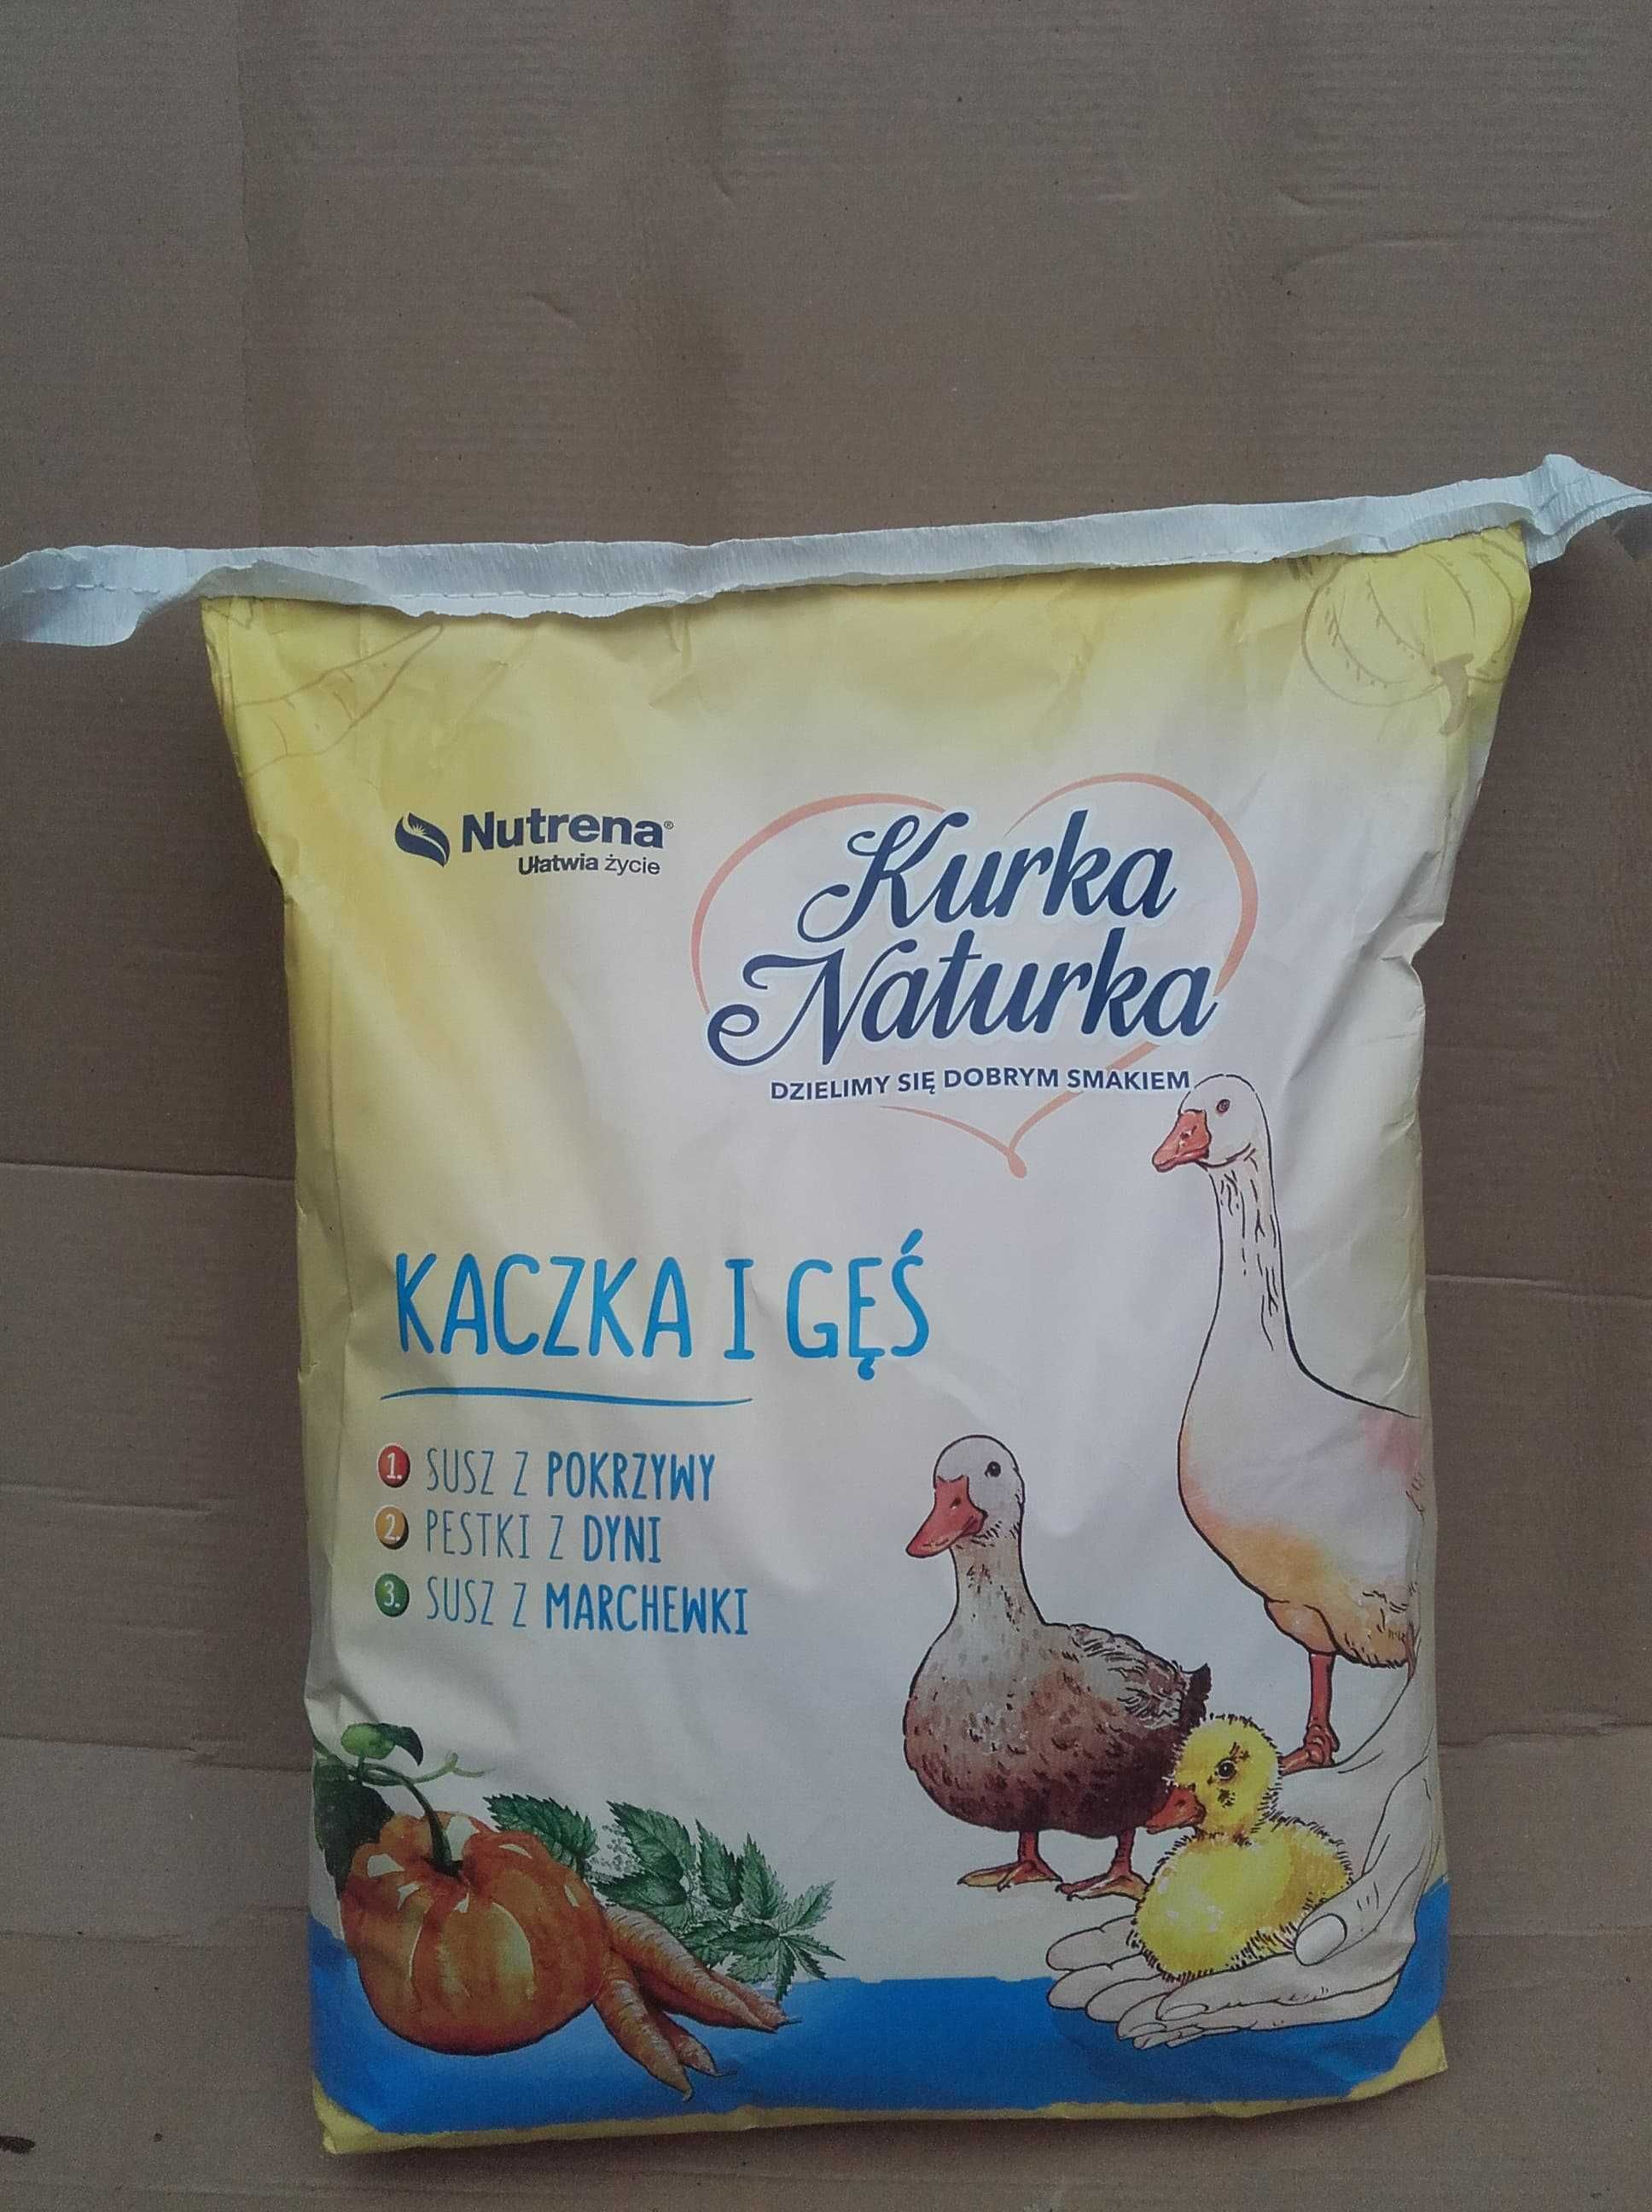 Nutrena®
Ułatwia życie
Kurka
Naturka
DZIELIMY SIĘ DOBRYM SMAKIEM
KACZKA I GĘŚ
1. SUSZ Z POKRZYWY
2. PESTKI Z DYNI
3. SUSZ Z MARCHEWKI